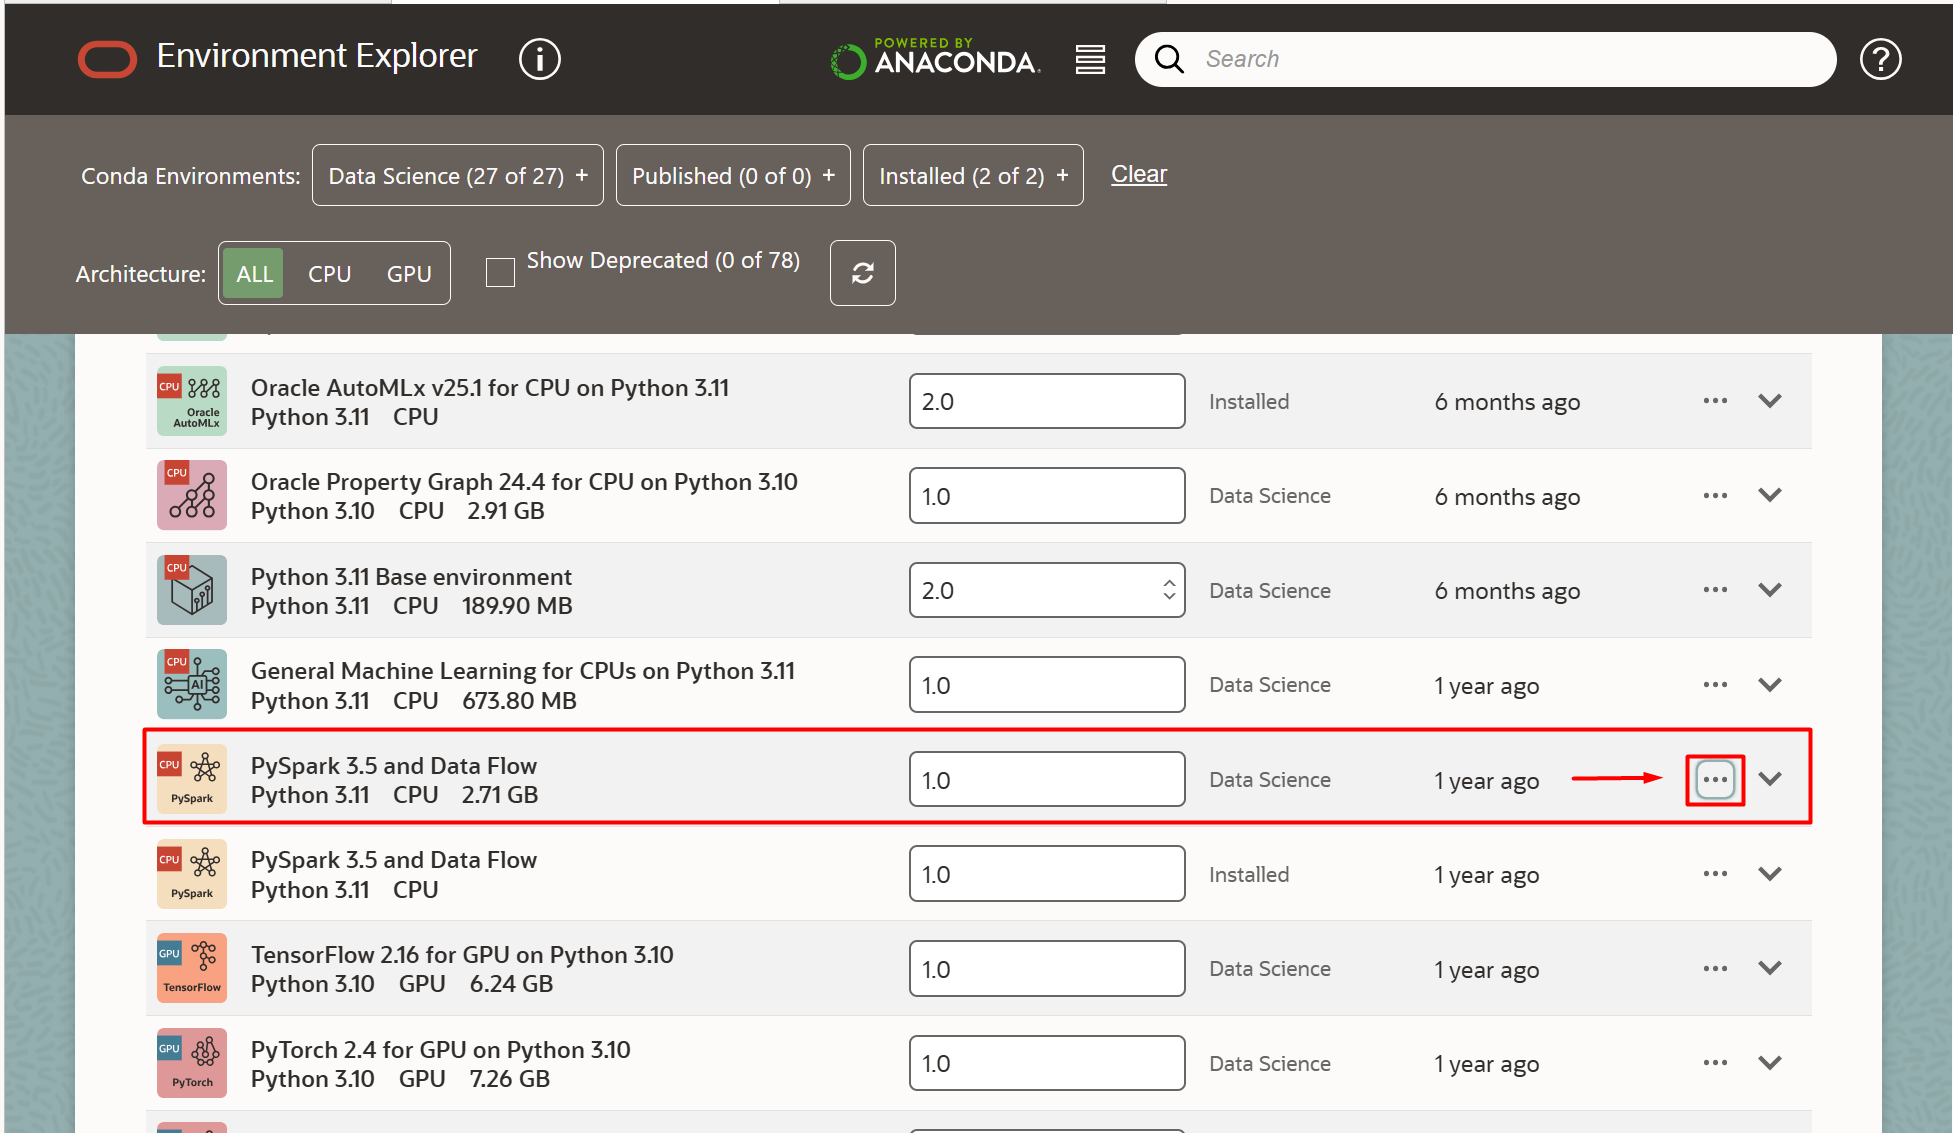 Environment Explorer
POWERED BY
ANACONDA.
Search
Conda Environments: Data Science (27 of 27) + Published (0 of 0) + Installed (2 of 2) + Clear
Architecture: ALL CPU GPU Show Deprecated (0 of 78)
CPU
Oracle
AutoMLx
Oracle AutoMLx v25.1 for CPU on Python 3.11
Python 3.11 CPU
2.0
Installed
6 months ago
CPU
Oracle Property Graph 24.4 for CPU on Python 3.10
Python 3.10 CPU 2.91 GB
1.0
Data Science
6 months ago
CPU
Python 3.11 Base environment
Python 3.11 CPU 189.90 MB
2.0
Data Science
6 months ago
CPU
AI
General Machine Learning for CPUs on Python 3.11
Python 3.11 CPU 673.80 MB
1.0
Data Science
1 year ago
CPU
PySpark
PySpark 3.5 and Data Flow
Python 3.11 CPU 2.71 GB
1.0
Data Science
1 year ago
CPU
PySpark
PySpark 3.5 and Data Flow
Python 3.11 CPU
1.0
Installed
1 year ago
GPU
TensorFlow
TensorFlow 2.16 for GPU on Python 3.10
Python 3.10 GPU 6.24 GB
1.0
Data Science
1 year ago
GPU
PyTorch
PyTorch 2.4 for GPU on Python 3.10
Python 3.10 GPU 7.26 GB
1.0
Data Science
1 year ago